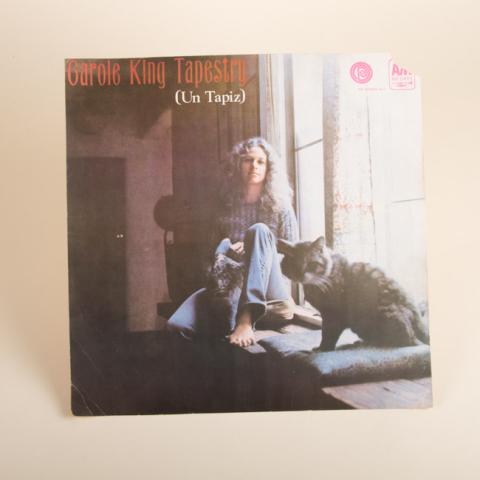 Carole King Tapestry
(Un Tapiz)
A&M